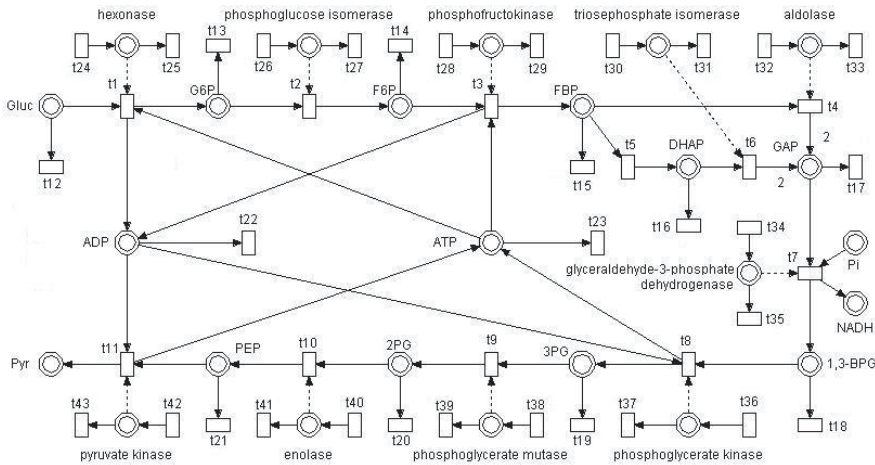 hexonase
phosphoglucose isomerase
phosphofructokinase
triosephosphate isomerase
aldolase
t13
t14
t24
t25
t26
t27
t28
t29
t30
t31
t32
t33
t1
G6P
t2
F6P
t3
FBP
Gluc
t4
t5
DHAP
t6
GAP
2
2
t12
t15
t17
t16
t22
t23
t34
ADP
ATP
t7
glyceraldehyde-3-phosphate
dehydrogenase
Pi
t35
NADH
t11
PEP
t10
2PG
t9
3PG
t8
Pyr
1,3-BPG
t43
t42
t41
t40
t39
t38
t37
t36
t21
t20
t19
t18
pyruvate kinase
enolase
phosphoglycerate mutase
phosphoglycerate kinase